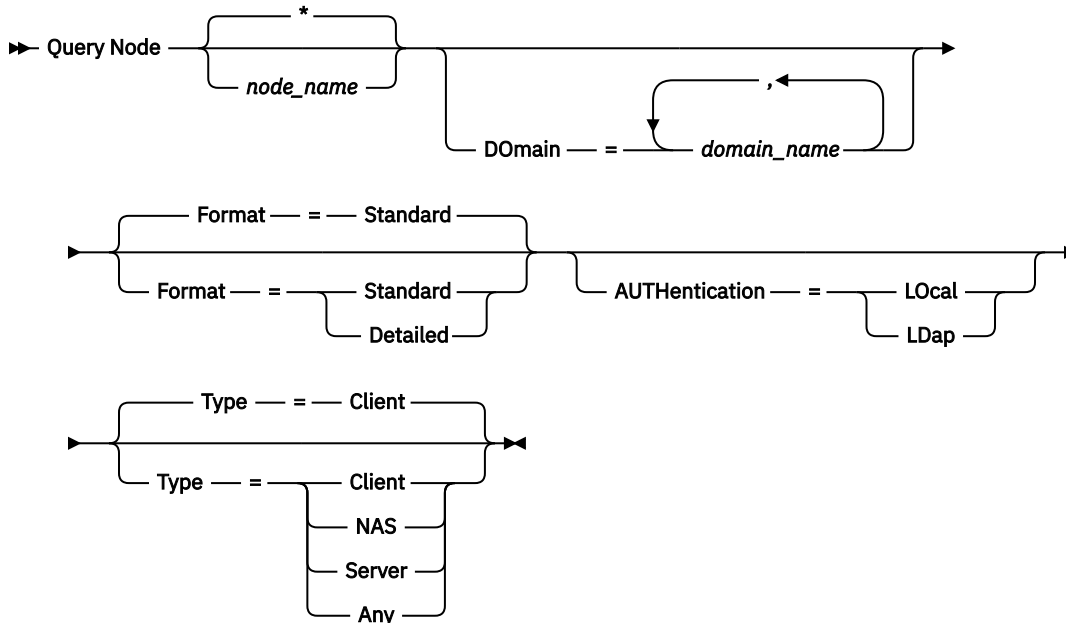 *
Query Node
node_name
,
DOmain = domain_name
Format = Standard
Format = Standard
Detailed
AUTHentication = LOcal
LDap
Type = Client
Type = Client
NAS
Server
Any